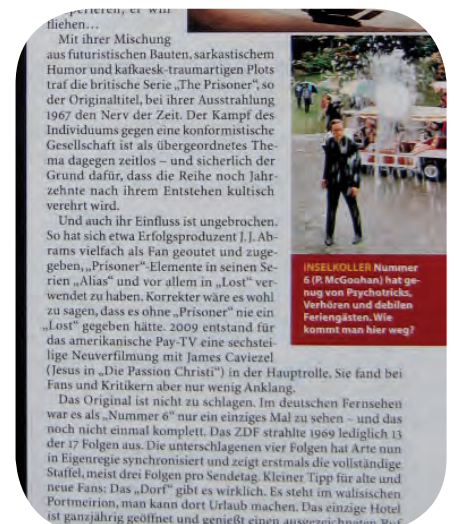 er will
fliehen…
Mit ihrer Mischung
aus futuristischen Bauten, sarkastischem
Humor und kafkaesk-traumartigen Plots
traf die britische Serie „The Prisoner“, so
der Originaltitel, bei ihrer Ausstrahlung
1967 den Nerv der Zeit. Der Kampf des
Individuums gegen eine konformistische
Gesellschaft ist als übergeordnetes The-
ma dagegen zeitlos – und sicherlich der
Grund dafür, dass die Reihe noch Jahr-
zehnte nach ihrem Entstehen kultisch
verehrt wird.
Und auch ihr Einfluss ist ungebrochen.
So hat sich etwa Erfolgsproduzent J. J. Ab-
rams vielfach als Fan geoutet und zuge-
geben, „Prisoner“-Elemente in seinen Se-
rien „Alias“ und vor allem in „Lost“ ver-
wendet zu haben. Korrekter wäre es wohl
zu sagen, dass es ohne „Prisoner“ nie ein
„Lost“ gegeben hätte. 2009 entstand für
das amerikanische Pay-TV eine sechstei-
lige Neuverfilmung mit James Caviezel
(Jesus in „Die Passion Christi“) in der Hauptrolle. Sie fand bei
Fans und Kritikern aber nur wenig Anklang.
Das Original ist nicht zu schlagen. Im deutschen Fernsehen
war es als „Nummer 6“ nur ein einziges Mal zu sehen – und das
noch nicht einmal komplett. Das ZDF strahlte 1969 lediglich 13
der 17 Folgen aus. Die unterschlagenen vier Folgen hat Arte nun
in Eigenregie synchronisiert und zeigt erstmals die vollständige
Staffel, meist drei Folgen pro Sendetag. Kleiner Tipp für alte und
neue Fans: Das „Dorf“ gibt es wirklich. Es steht im walisischen
Portmeirion, man kann dort Urlaub machen. Das einzige Hotel
ist ganzjährig geöffnet und genießt einen ausgezeichneten
INSELKOLLER Nummer
6 (P. McGoohan) hat ge-
nug von Psychotricks,
Verhören und debilen
Feriengästen. Wie
kommt man hier weg?